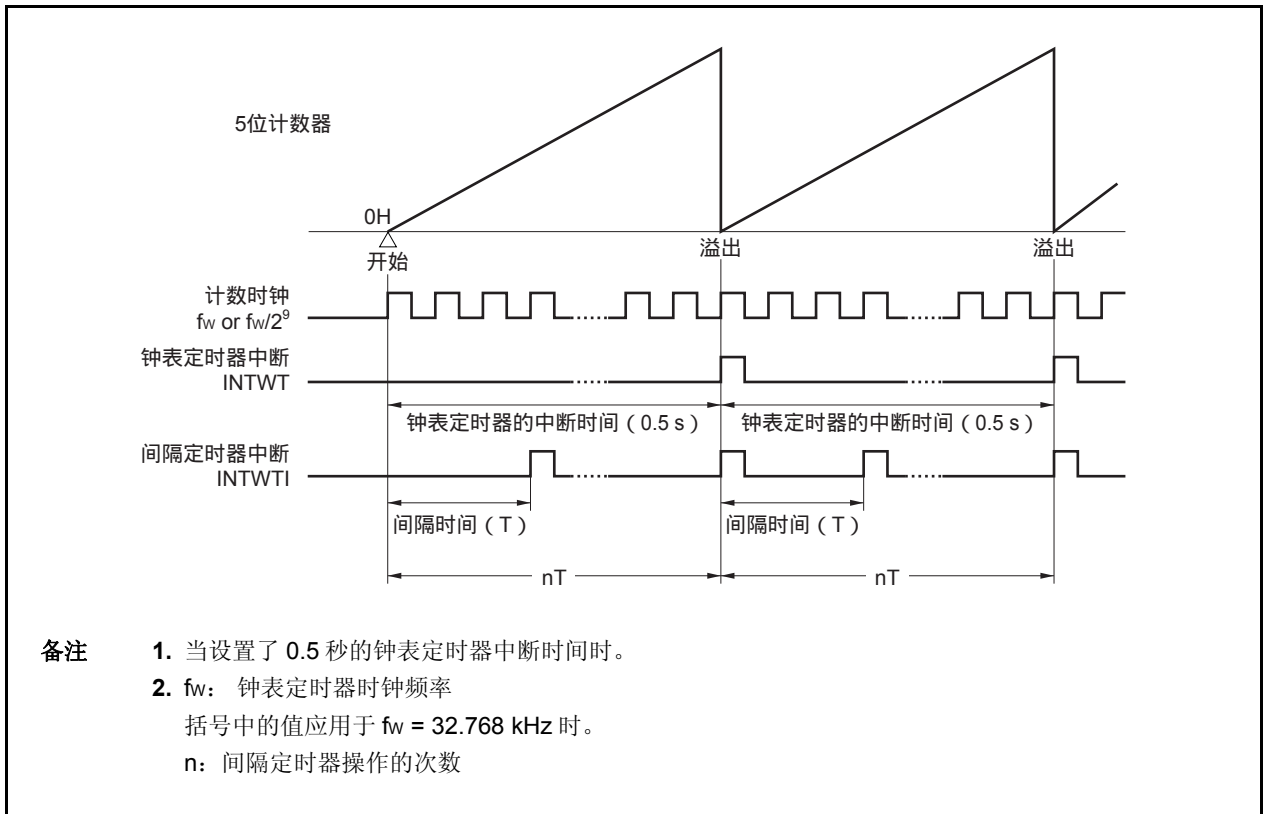 5位计数器
0H
开始
溢出
溢出
计数时钟
fw or fw/2⁹
钟表定时器中断
INTWT
钟表定时器的中断时间（0.5 s）
钟表定时器的中断时间（0.5 s）
间隔定时器中断
INTWTI
间隔时间（T）
间隔时间（T）
nT
nT
备注 1. 当设置了 0.5 秒的钟表定时器中断时间时。
2. fw： 钟表定时器时钟频率
括号中的值应用于 fw = 32.768 kHz 时。
n：间隔定时器操作的次数